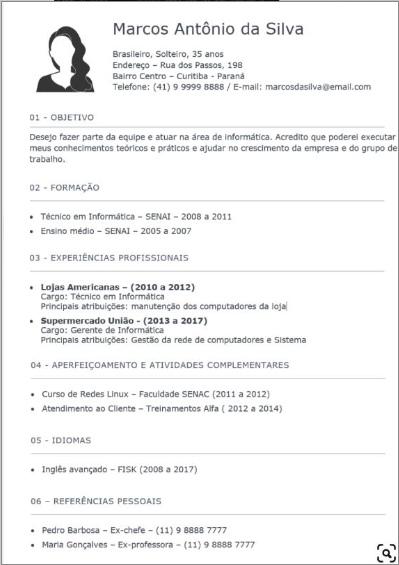 Marcos Antônio da Silva
Brasileiro, Solteiro, 35 anos
Endereço – Rua dos Passos, 198
Bairro Centro – Curitiba - Paraná
Telefone: (41) 9 9999 8888 / E-mail: marcosdasilva@email.com
01 - OBJETIVO
Desejo fazer parte da equipe e atuar na área de informática. Acredito que poderei executar
meus conhecimentos teóricos e práticos e ajudar no crescimento da empresa e do grupo de
trabalho.
02 - FORMAÇÃO
• Técnico em Informática – SENAI – 2008 a 2011
• Ensino médio – SENAI – 2005 a 2007
03 - EXPERIÊNCIAS PROFISSIONAIS
• Lojas Americanas – (2010 a 2012)
Cargo: Técnico em Informática
Principais atribuições: manutenção dos computadores da loja
• Supermercado União - (2013 a 2017)
Cargo: Gerente de Informática
Principais atribuições: Gestão da rede de computadores e Sistema
04 - APERFEIÇOAMENTO E ATIVIDADES COMPLEMENTARES
• Curso de Redes Linux – Faculdade SENAC (2011 a 2012)
• Atendimento ao Cliente – Treinamentos Alfa ( 2012 a 2014)
05 - IDIOMAS
• Inglês avançado – FISK (2008 a 2017)
06 – REFERÊNCIAS PESSOAIS
• Pedro Barbosa – Ex-chefe – (11) 9 8888 7777
• Maria Gonçalves – Ex-professora – (11) 9 8888 7777